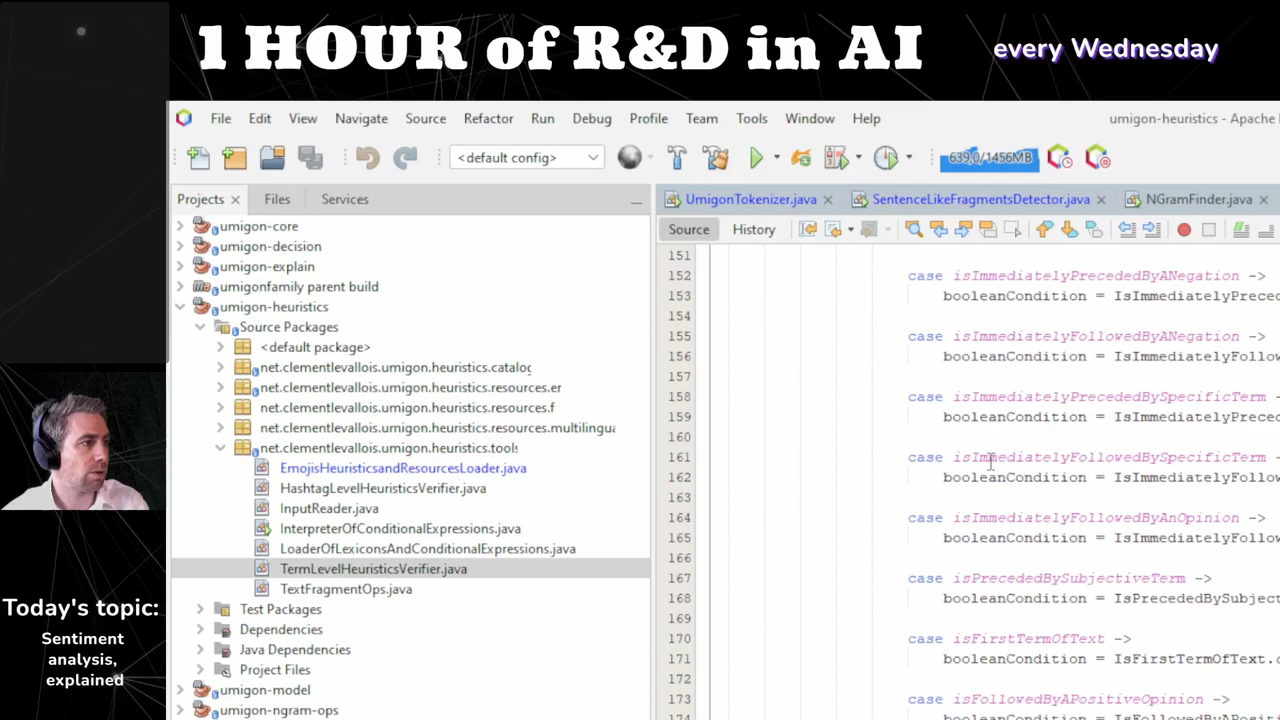 1 HOUR of R&D in AI
every Wednesday
File Edit View Navigate Source Refactor Run Debug Profile Team Tools Window Help
umigon-heuristics - Apache
<default config>
639,0/1456MB
Projects Files Services
UmigonTokenizer.java SentenceLikeFragmentsDetector.java NGramFinder.java
Source History
umigon-core
umigon-decision
umigon-explain
umigonfamily parent build
umigon-heuristics
Source Packages
<default package>
net.clementlevallois.umigon.heuristics.catalog
net.clementlevallois.umigon.heuristics.resources.er
net.clementlevallois.umigon.heuristics.resources.f
net.clementlevallois.umigon.heuristics.resources.multilingua
net.clementlevallois.umigon.heuristics.tools
EmojisHeuristicsandResourcesLoader.java
HashtagLevelHeuristicsVerifier.java
InputReader.java
InterpreterOfConditionalExpressions.java
LoaderOfLexiconsAndConditionalExpressions.java
TermLevelHeuristicsVerifier.java
TextFragmentOps.java
Test Packages
Dependencies
Java Dependencies
Project Files
umigon-model
umigon-ngram-ops
151
152 case isImmediatelyPrecededByANegation ->
153 booleanCondition = IsImmediatelyPrece
154
155 case isImmediatelyFollowedByANegation ->
156 booleanCondition = IsImmediatelyFollow
157
158 case isImmediatelyPrecededBySpecificTerm -
159 booleanCondition = IsImmediatelyPrece
160
161 case isImmediatelyFollowedBySpecificTerm -
162 booleanCondition = IsImmediatelyFollow
163
164 case isImmediatelyFollowedByAnOpinion ->
165 booleanCondition = IsImmediatelyFollow
166
167 case isPrecededBySubjectiveTerm ->
168 booleanCondition = IsPrecededBySubject
169
170 case isFirstTermOfText ->
171 booleanCondition = IsFirstTermOfText.
172
173 case isFollowedByAPositiveOpinion ->
174 booleanCondition = IsFollowedByAPosit
Today's topic:
Sentiment
analysis,
explained